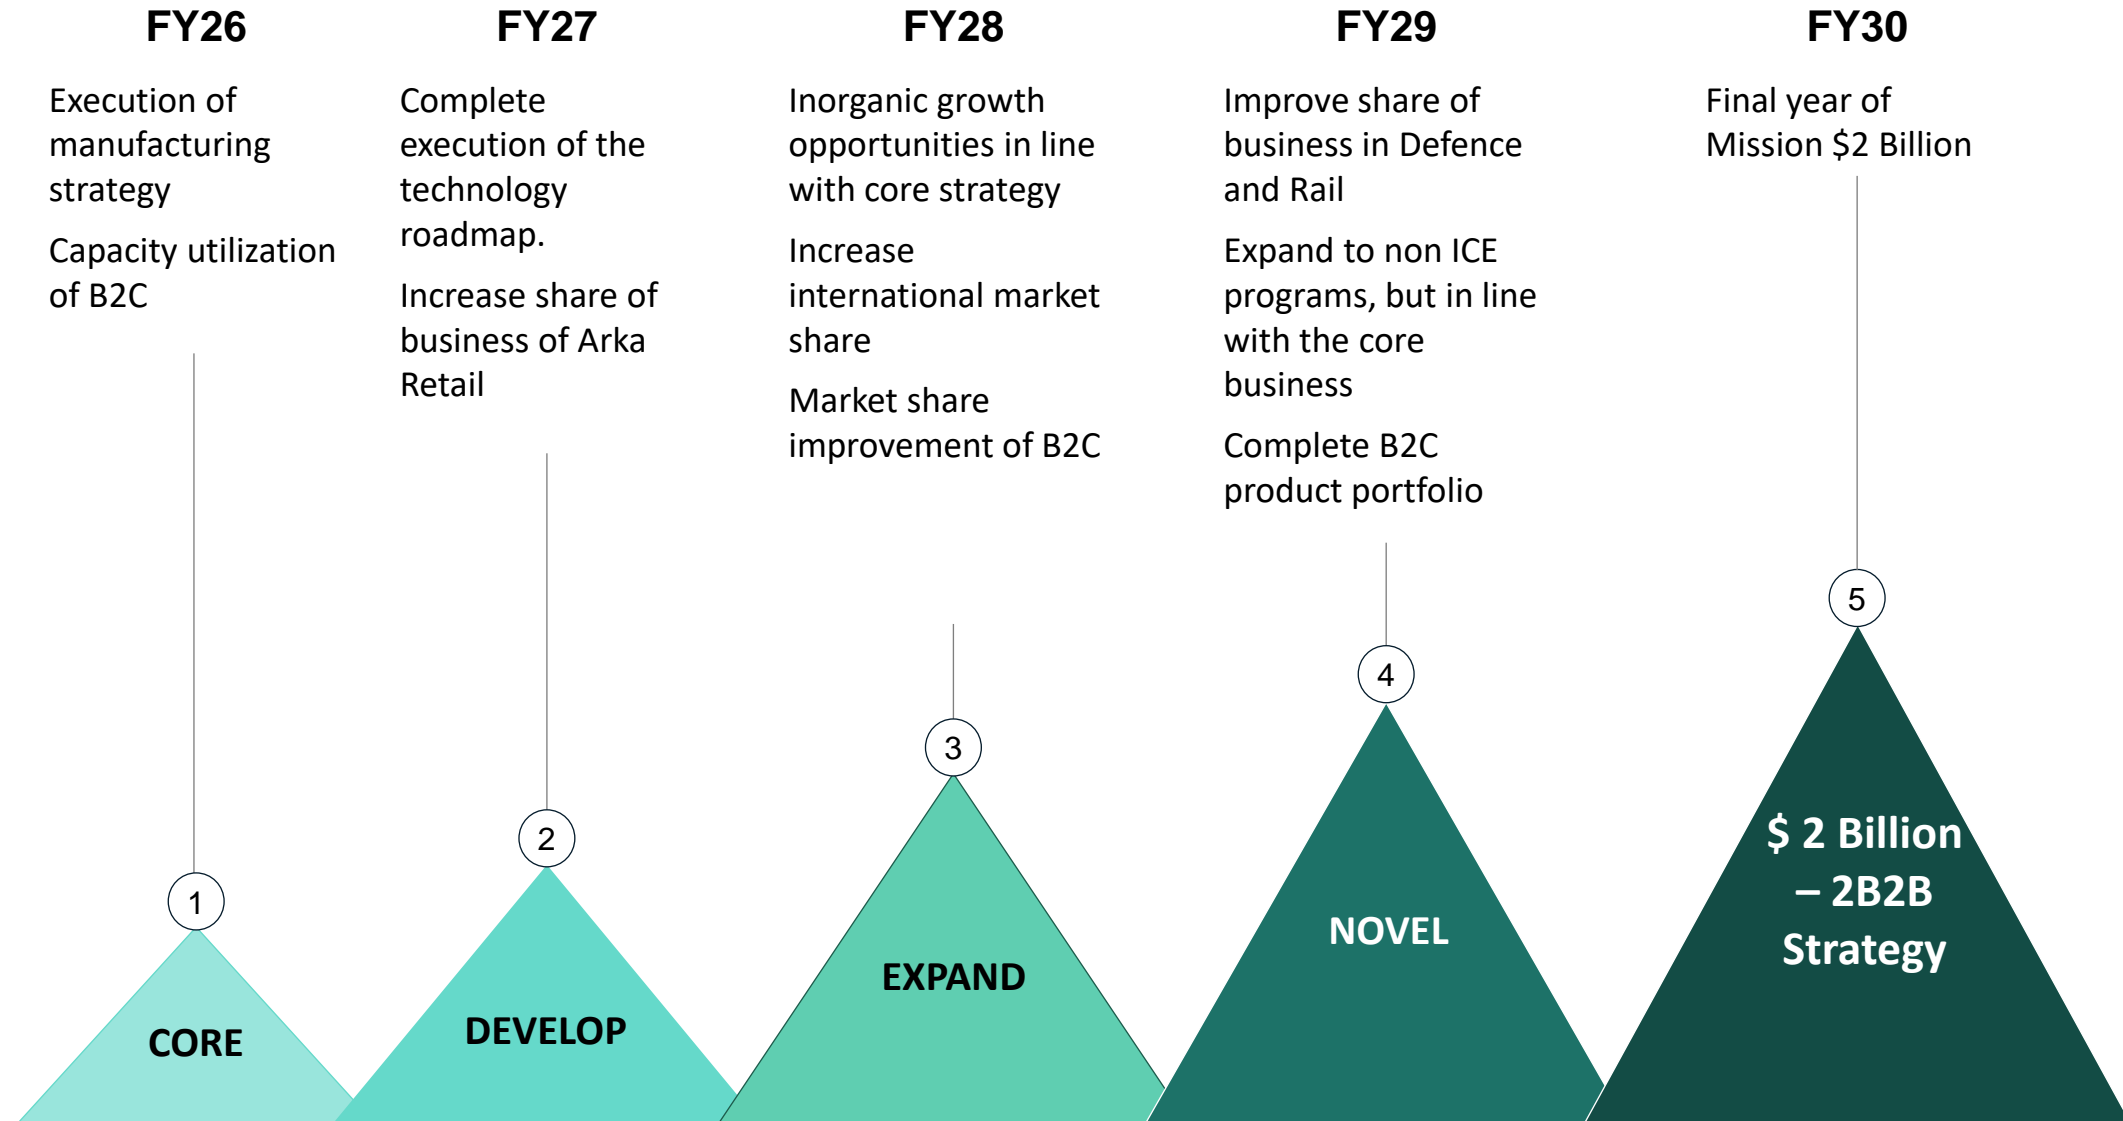 FY26
Execution of
manufacturing
strategy
Capacity utilization
of B2C
1
CORE
FY27
Complete
execution of the
technology
roadmap.
Increase share of
business of Arka
Retail
2
DEVELOP
FY28
Inorganic growth
opportunities in line
with core strategy
Increase
international market
share
Market share
improvement of B2C
3
EXPAND
FY29
Improve share of
business in Defence
and Rail
Expand to non ICE
programs, but in line
with the core
business
Complete B2C
product portfolio
4
NOVEL
FY30
Final year of
Mission $2 Billion
5
$ 2 Billion
– 2B2B
Strategy